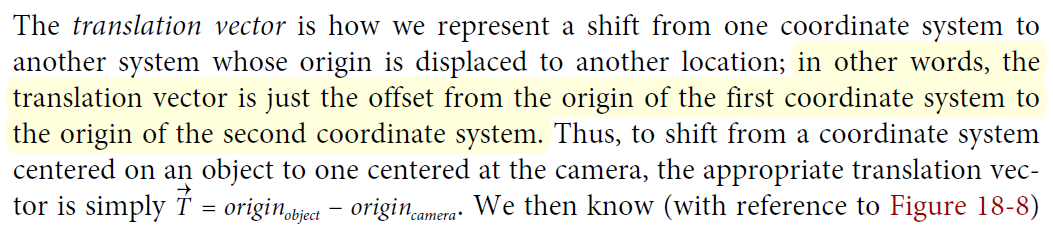 The translation vector is how we represent a shift from one coordinate system to
another system whose origin is displaced to another location; in other words, the
translation vector is just the offset from the origin of the first coordinate system to
the origin of the second coordinate system. Thus, to shift from a coordinate system
centered on an object to one centered at the camera, the appropriate translation vec-
tor is simply T⃗ = origin_object − origin_camera. We then know (with reference to Figure 18-8)